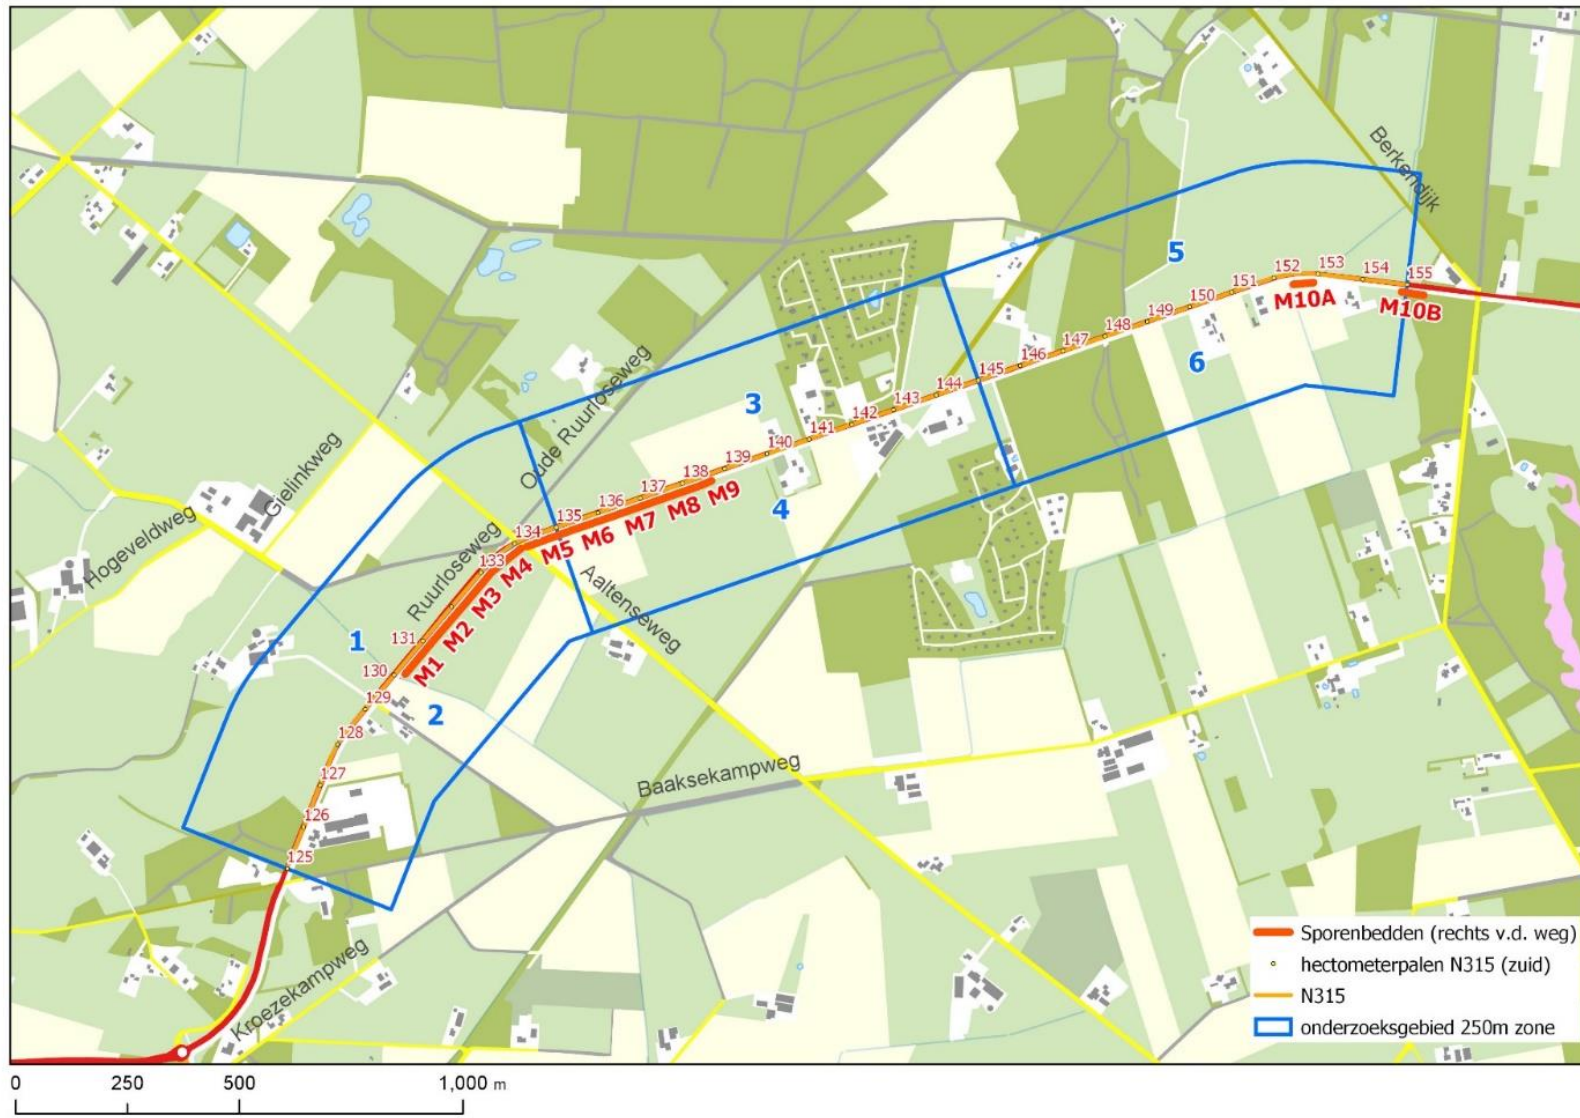 Berkendijk
5
152
153
154
155
151
M10A
M10B
150
149
148
147
146
145
6
144
143
142
141
140
139
138
137
136
135
134
133
131
130
129
128
127
126
125
3
4
1
2
Oude Ruurloseweg
Gielinkweg
Hogeveldweg
Ruurloseweg
Aaltenseweg
M1 M2 M3 M4 M5 M6 M7 M8 M9
Baaksekampweg
Kroezekampweg
Sporenbedden (rechts v.d. weg)
hectometerpalen N315 (zuid)
N315
onderzoeksgebied 250m zone
0 250 500 1,000 m